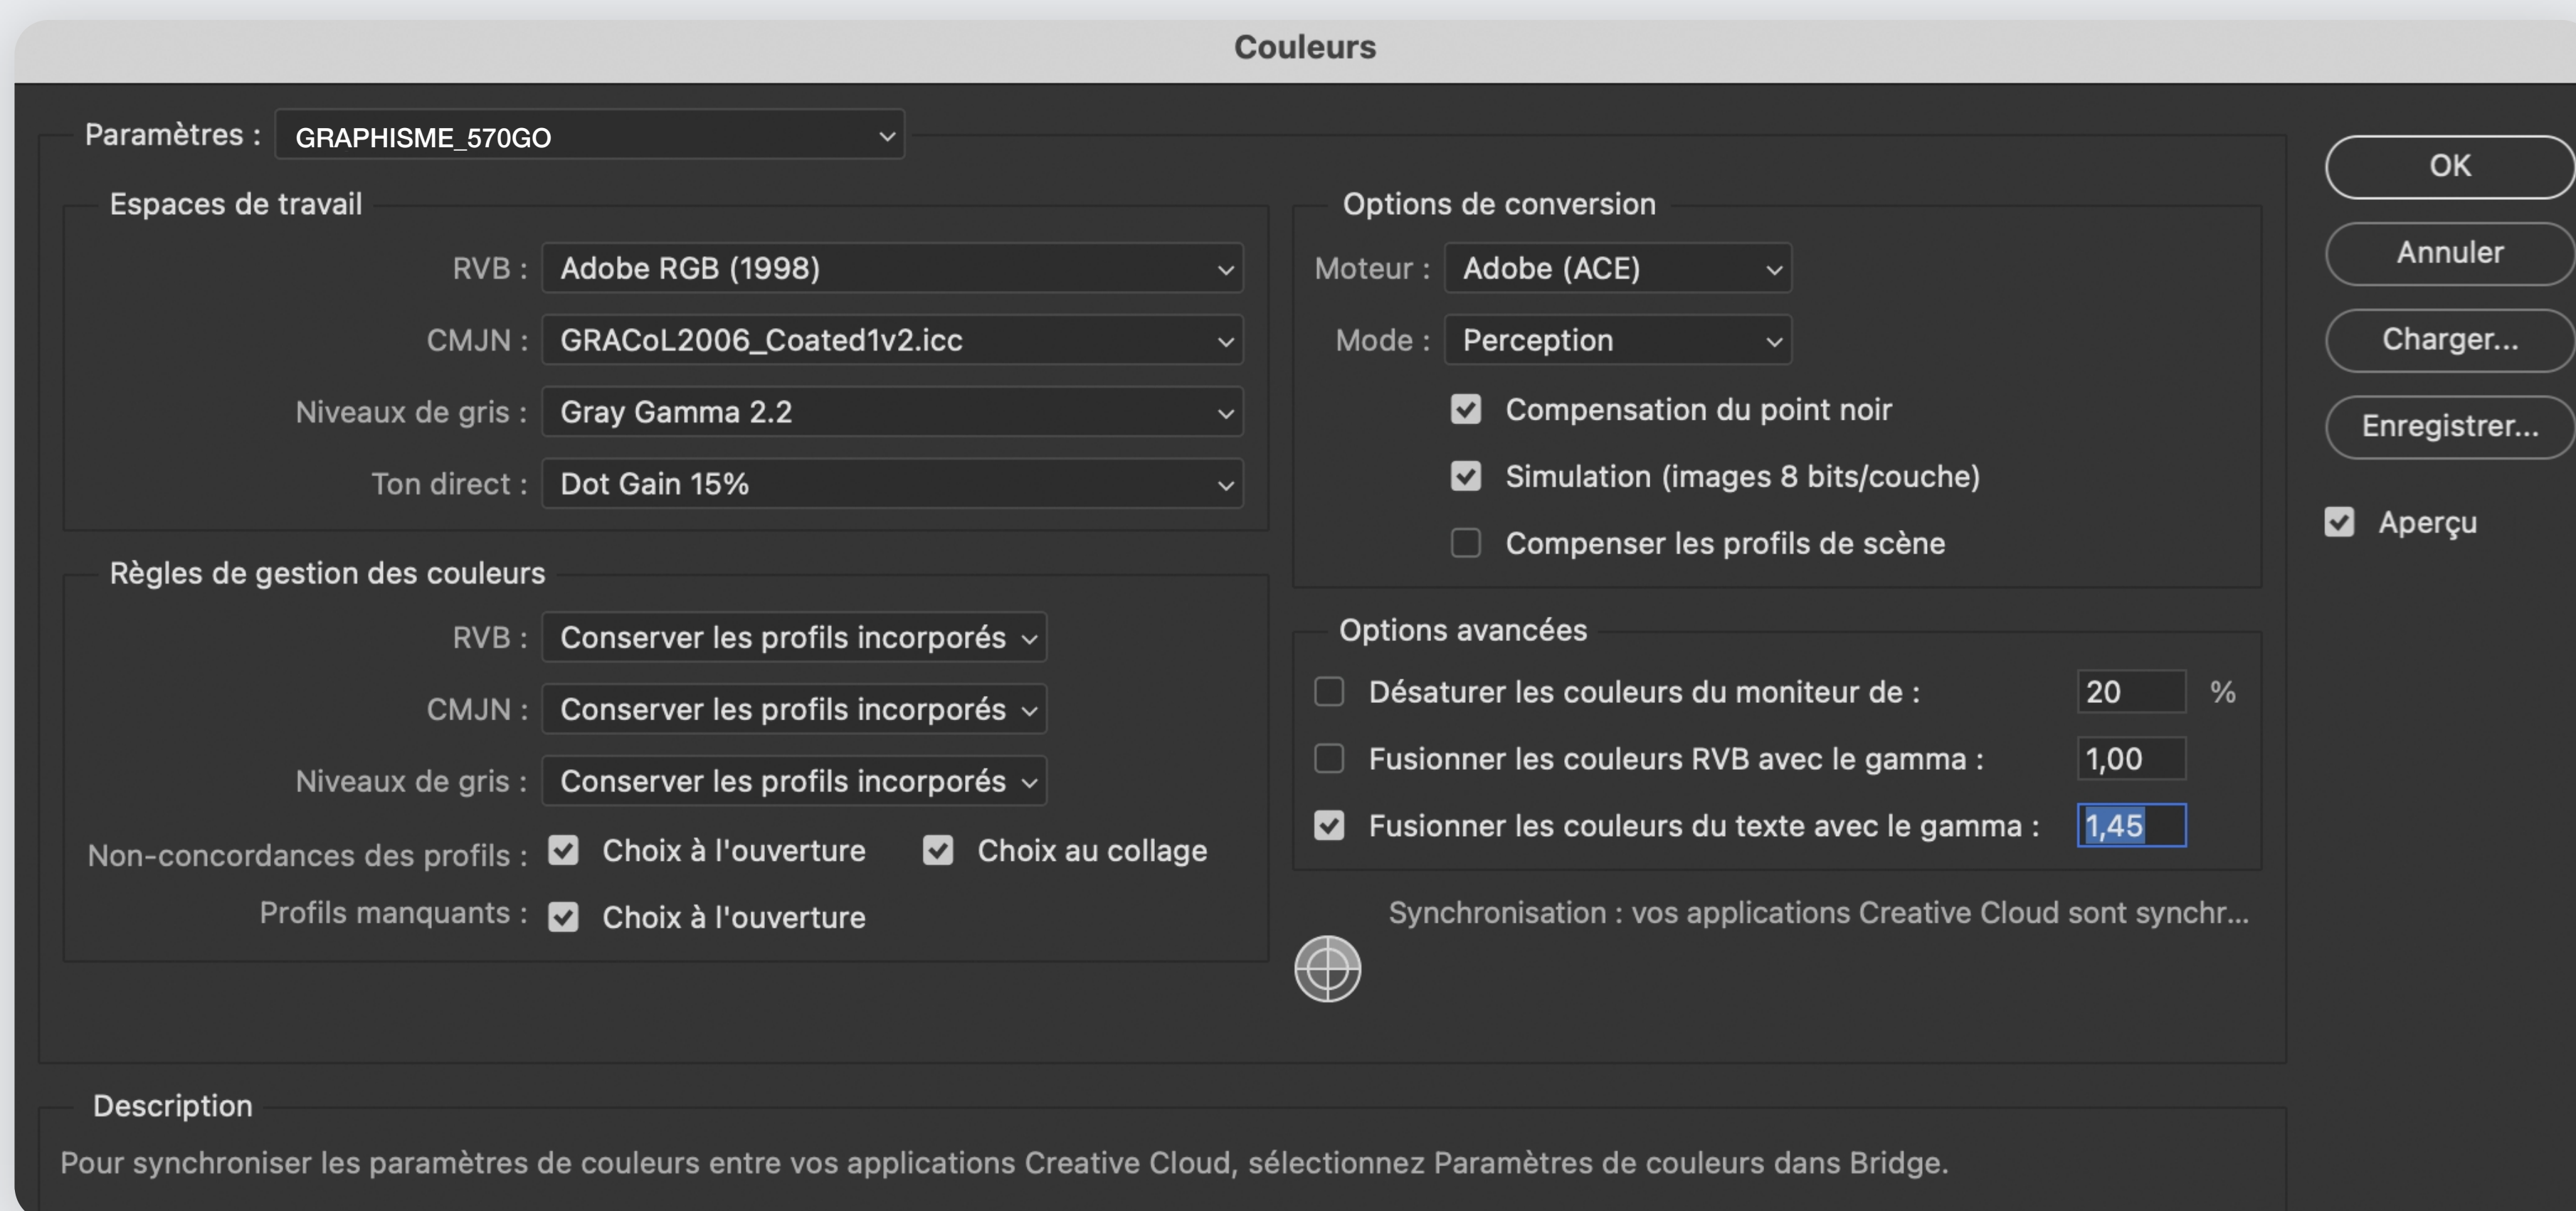 Couleurs
Paramètres : GRAPHISME_570GO
Espaces de travail
RVB : Adobe RGB (1998)
CMJN : GRACoL2006_Coated1v2.icc
Niveaux de gris : Gray Gamma 2.2
Ton direct : Dot Gain 15%
Règles de gestion des couleurs
RVB : Conserver les profils incorporés
CMJN : Conserver les profils incorporés
Niveaux de gris : Conserver les profils incorporés
Non-concordances des profils : Choix à l'ouverture Choix au collage
Profils manquants : Choix à l'ouverture
Options de conversion
Moteur : Adobe (ACE)
Mode : Perception
Compensation du point noir
Simulation (images 8 bits/couche)
Compenser les profils de scène
Options avancées
Désaturer les couleurs du moniteur de : 20 %
Fusionner les couleurs RVB avec le gamma : 1,00
Fusionner les couleurs du texte avec le gamma : 1,45
Synchronisation : vos applications Creative Cloud sont synchr...
OK
Annuler
Charger...
Enregistrer...
Aperçu
Description
Pour synchroniser les paramètres de couleurs entre vos applications Creative Cloud, sélectionnez Paramètres de couleurs dans Bridge.